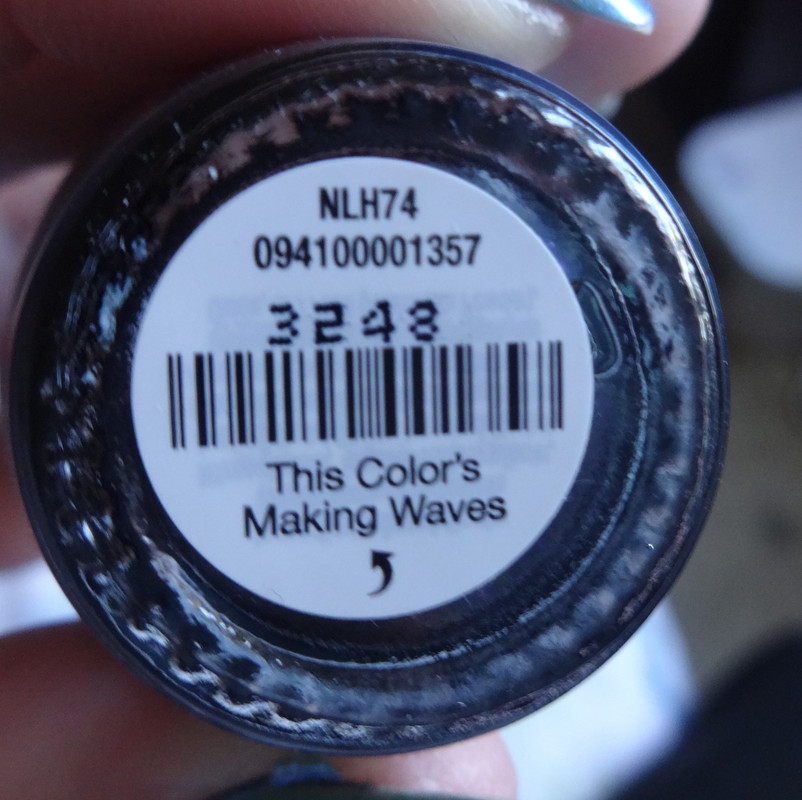 NLH74
094100001357
3248
This Color's
Making Waves